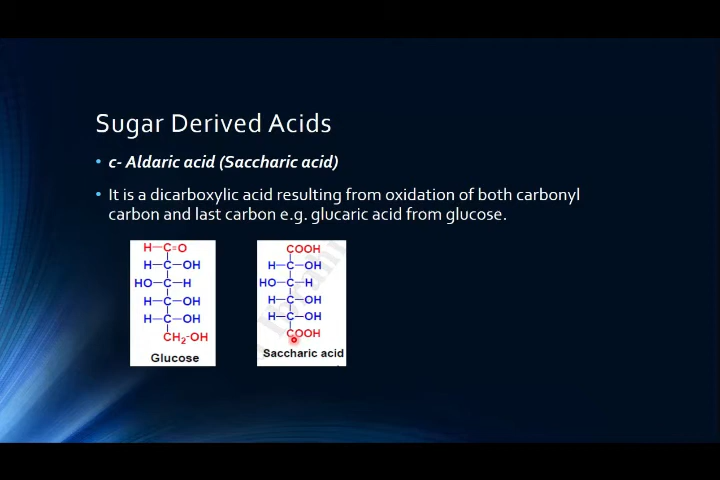 Sugar Derived Acids
• c- Aldaric acid (Saccharic acid)
• It is a dicarboxylic acid resulting from oxidation of both carbonyl
carbon and last carbon e.g. glucaric acid from glucose.
H—C=O
H—C—OH
HO—C—H
H—C—OH
H—C—OH
CH2-OH
Glucose
COOH
H—C—OH
HO—C—H
H—C—OH
H—C—OH
COOH
Saccharic acid